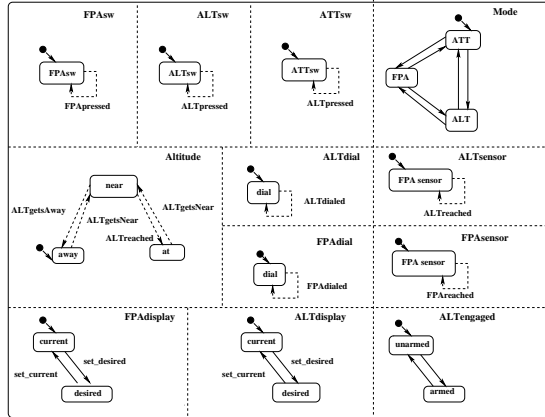 FPAsw
ALTsw
ATTsw
Mode
FPAsw
FPApressed
ALTsw
ALTpressed
ATTsw
ALTpressed
ATT
FPA
ALT
Altitude
near
ALTgetsAway
ALTgetsNear
ALTgetsNear
ALTreached
away
at
ALTdial
dial
ALTdialed
ALTsensor
FPA sensor
ALTreached
FPAdial
dial
FPAdialed
FPAsensor
FPA sensor
FPAreached
FPAdisplay
current
set_desired
set_current
desired
ALTdisplay
current
set_desired
set_current
desired
ALTengaged
unarmed
armed